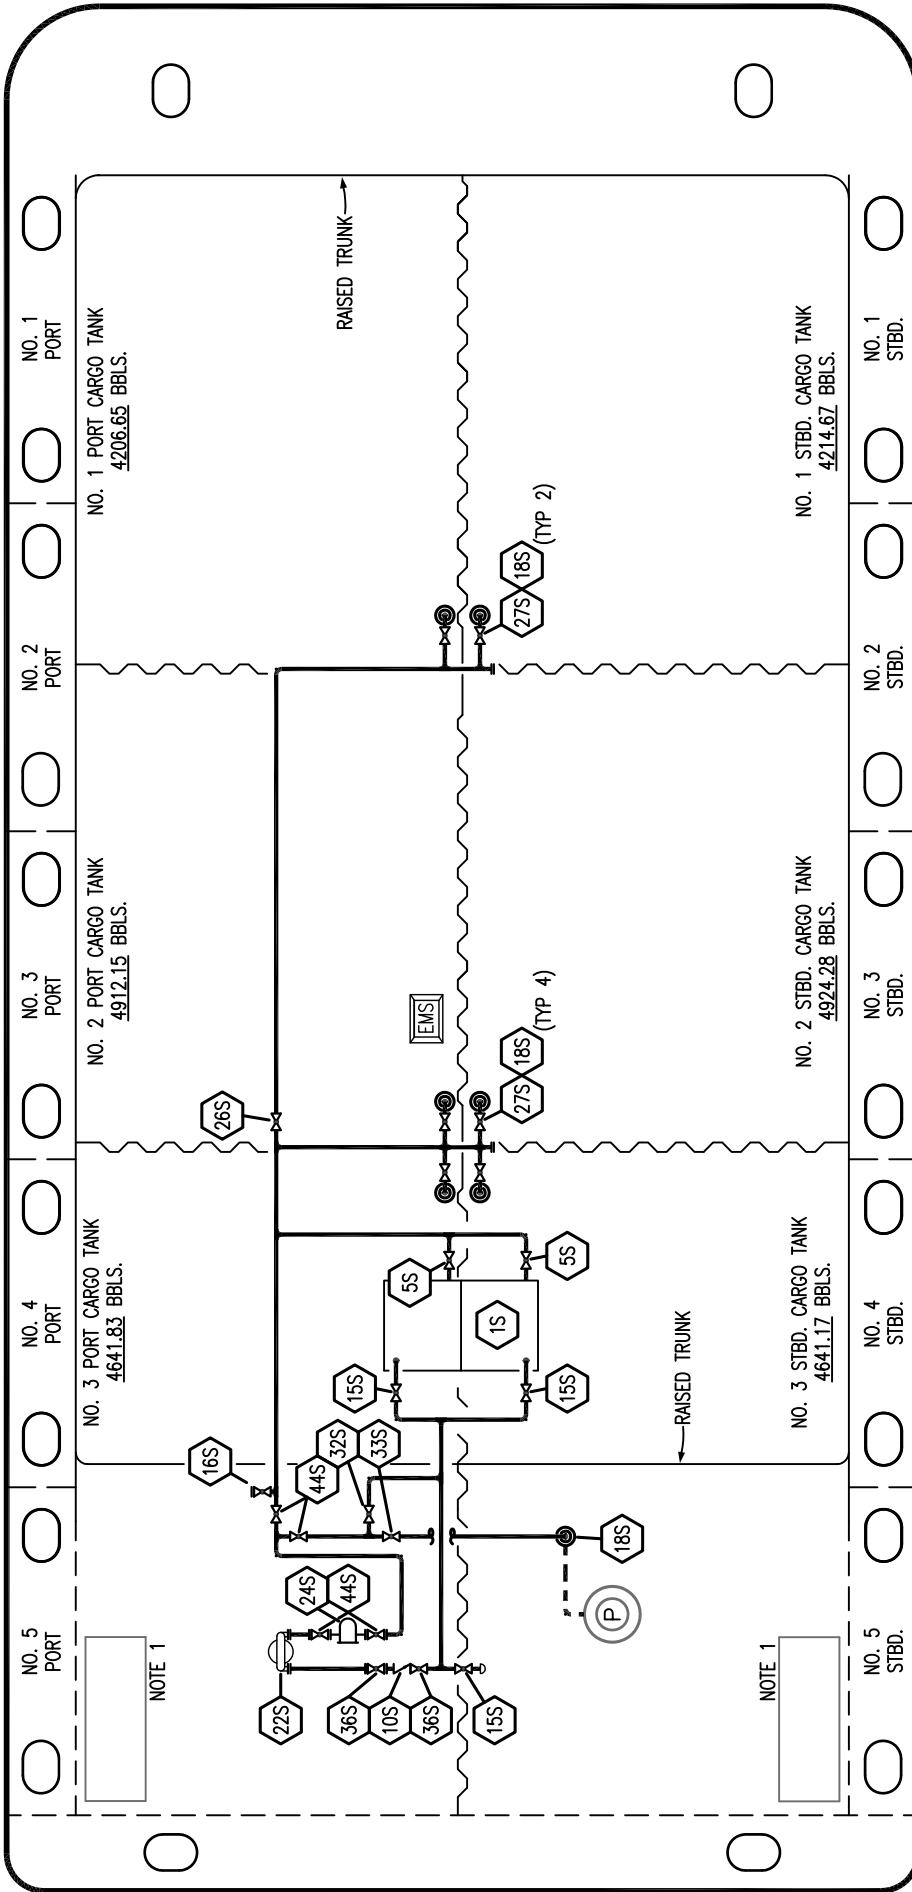 NO. 1
PORT
NO. 2
PORT
NO. 3
PORT
NO. 4
PORT
NO. 5
PORT
NO. 1 PORT CARGO TANK
4206.65 BBLS.
NO. 2 PORT CARGO TANK
4912.15 BBLS.
NO. 3 PORT CARGO TANK
4641.83 BBLS.
NOTE 1
RAISED TRUNK
26S
16S
44S
32S
33S
24S
44S
22S
36S
10S
36S
15S
EMS
27S
18S
(TYP 2)
27S
18S
(TYP 4)
5S
5S
1S
15S
15S
18S
P
RAISED TRUNK
NO. 1 STBD. CARGO TANK
4214.67 BBLS.
NO. 2 STBD. CARGO TANK
4924.28 BBLS.
NO. 3 STBD. CARGO TANK
4641.17 BBLS.
NOTE 1
NO. 1
STBD.
NO. 2
STBD.
NO. 3
STBD.
NO. 4
STBD.
NO. 5
STBD.